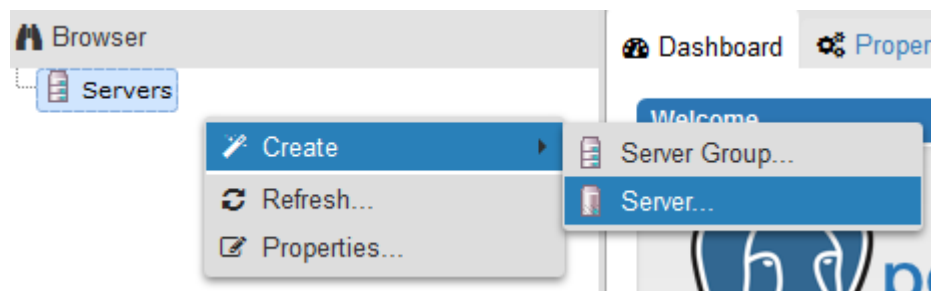 Browser
Dashboard
Proper
Servers
Welcome
Create
Server Group...
Refresh...
Server...
Properties...